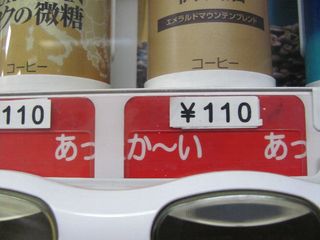 ックの微糖
エメラルドマウンテンブレンド
コーヒー
コーヒー
110
¥110
あっ
か〜い
あっ